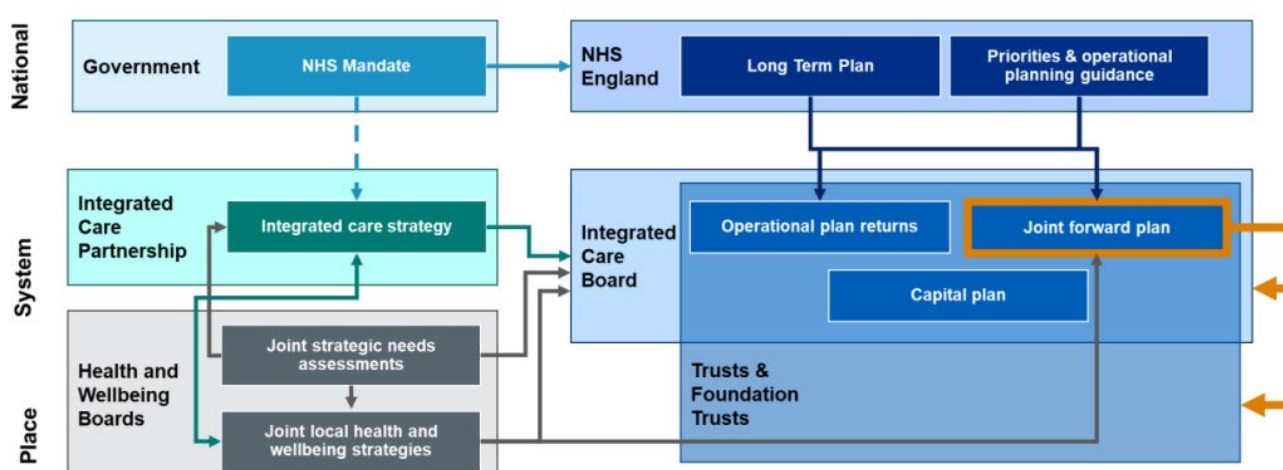 National
Government
NHS Mandate
NHS
England
Long Term Plan
Priorities & operational
planning guidance
System
Integrated
Care
Partnership
Integrated care strategy
Integrated
Care
Board
Operational plan returns
Joint forward plan
Capital plan
Place
Health and
Wellbeing
Boards
Joint strategic needs
assessments
Joint local health and
wellbeing strategies
Trusts &
Foundation
Trusts